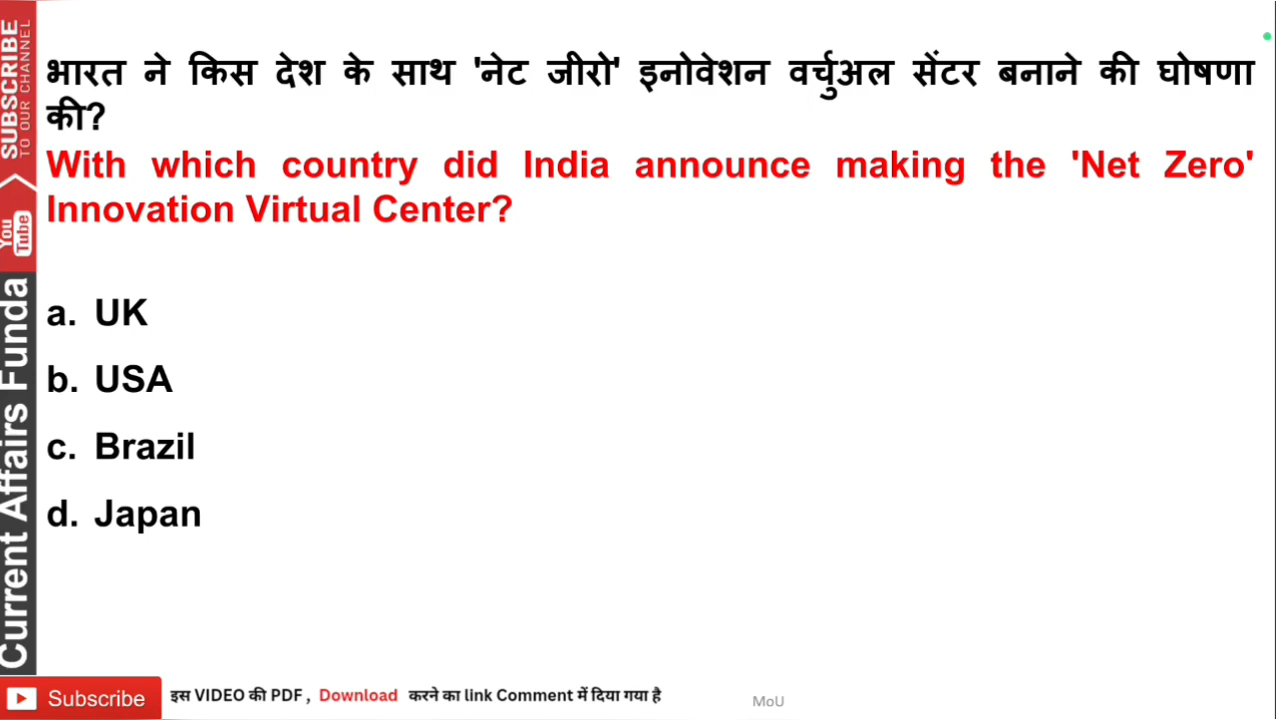 भारत ने किस देश के साथ 'नेट जीरो' इनोवेशन वर्चुअल सेंटर बनाने की घोषणा
की?
With which country did India announce making the 'Net Zero'
Innovation Virtual Center?
a. UK
b. USA
c. Brazil
d. Japan
SUBSCRIBE
TO OUR CHANNEL
You
Tube
Current Affairs Funda
Subscribe
इस VIDEO की PDF , Download करने का link Comment में दिया गया है
MoU